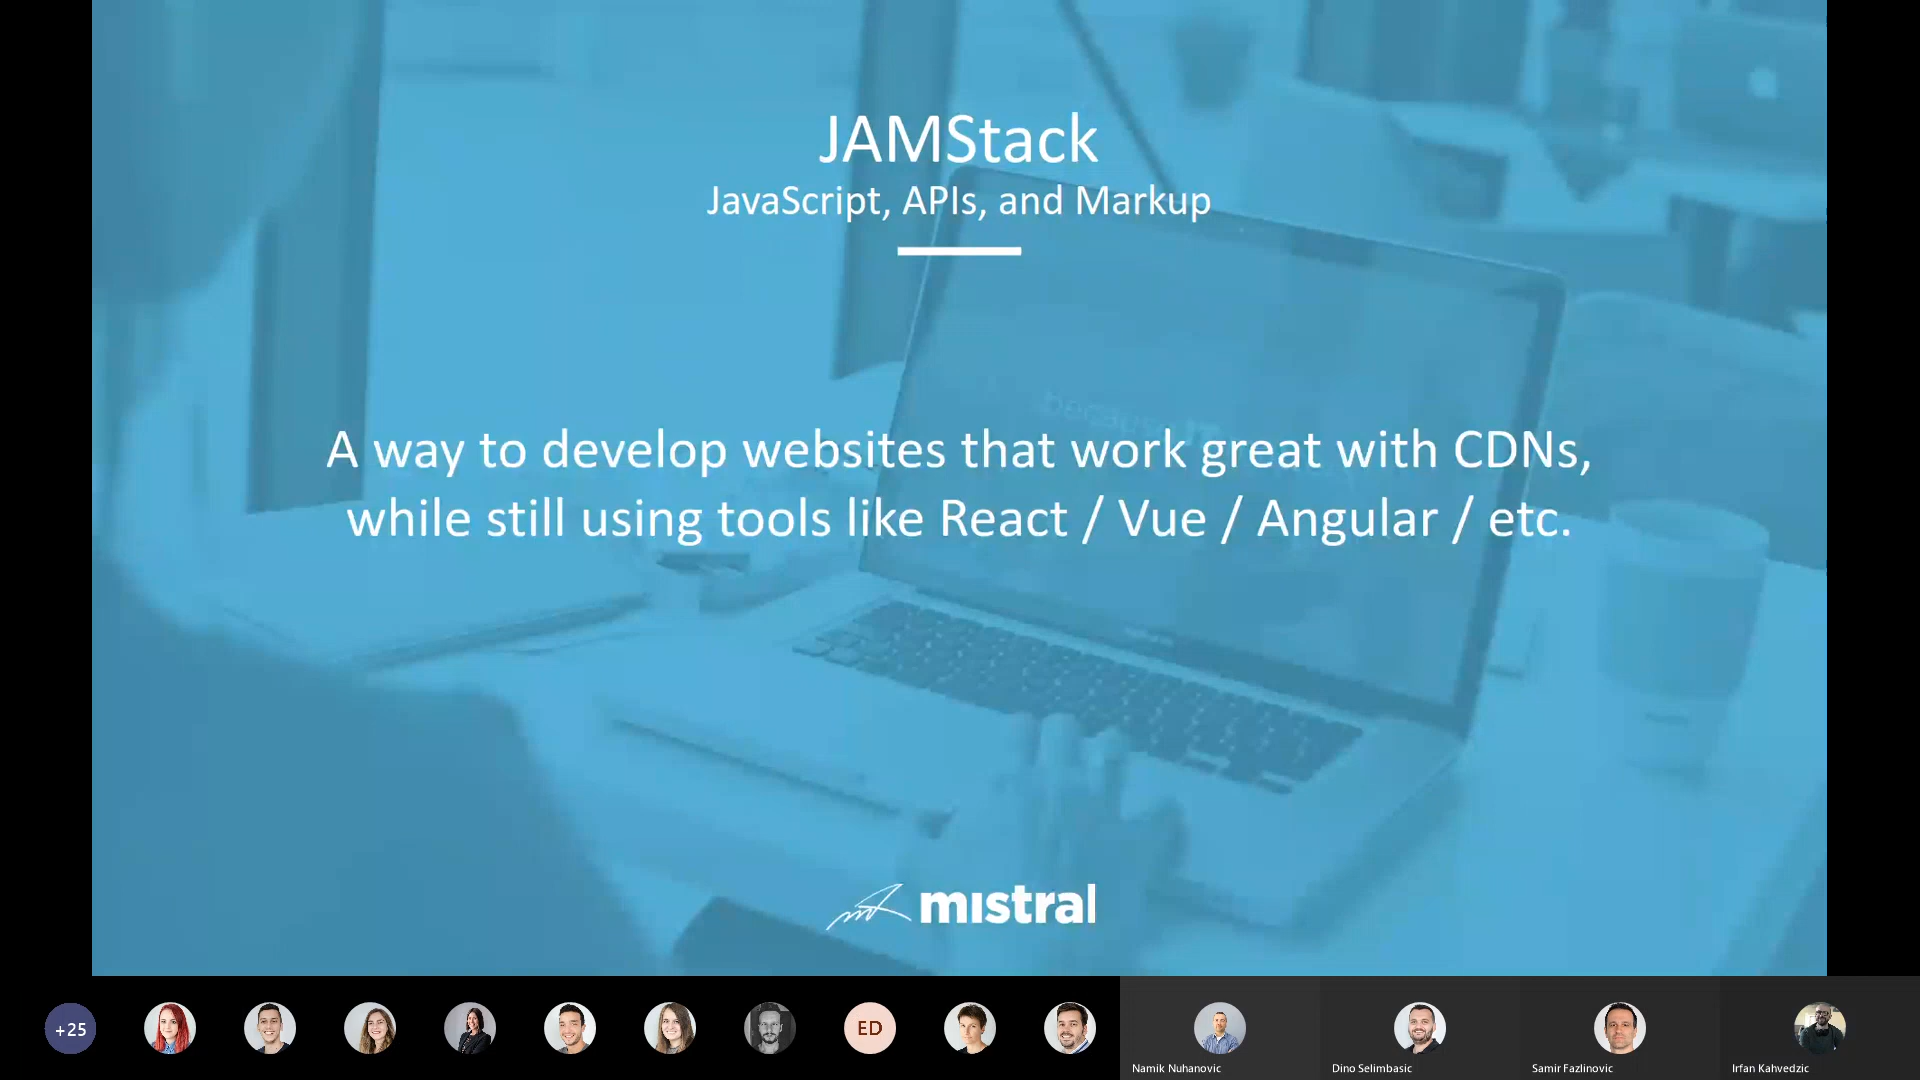 JAMStack
JavaScript, APIs, and Markup
A way to develop websites that work great with CDNs,
while still using tools like React / Vue / Angular / etc.
mistral
+25
ED
Namik Nuhanovic
Dino Selimbasic
Samir Fazlinovic
Irfan Kahvedzic